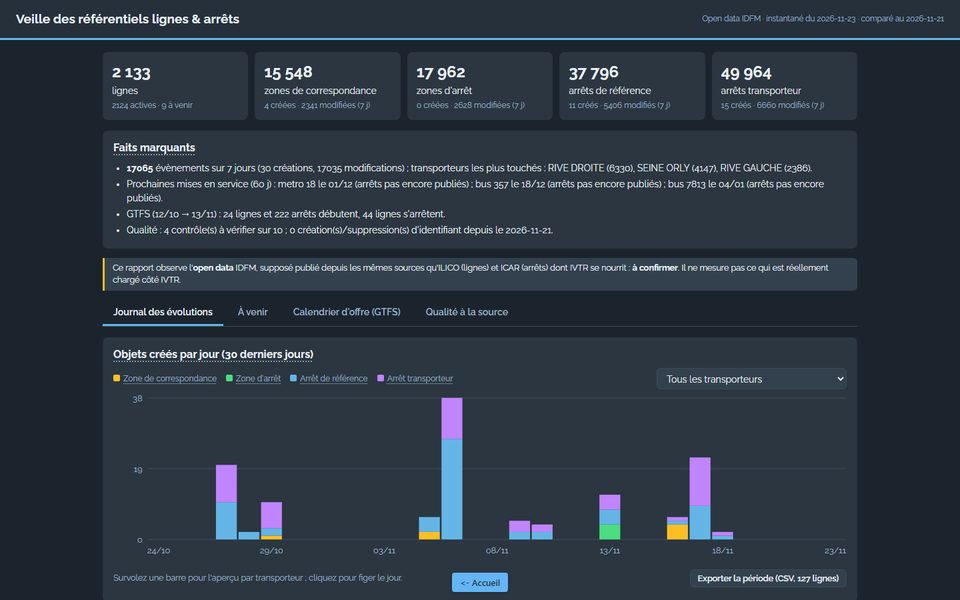 Veille des référentiels lignes & arrêts
Open data IDFM · instantané du 2026-11-23 · comparé au 2026-11-21
2 133
lignes
2124 actives · 9 à venir
15 548
zones de correspondance
4 créées · 2341 modifiées (7 j)
17 962
zones d'arrêt
0 créées · 2628 modifiées (7 j)
37 796
arrêts de référence
11 créés · 5406 modifiés (7 j)
49 964
arrêts transporteur
15 créés · 6660 modifiés (7 j)
Faits marquants
• 17065 évènements sur 7 jours (30 créations, 17035 modifications) ; transporteurs les plus touchés : RIVE DROITE (6330), SEINE ORLY (4147), RIVE GAUCHE (2386).
• Prochaines mises en service (60 j) : metro 18 le 01/12 (arrêts pas encore publiés) ; bus 357 le 18/12 (arrêts pas encore publiés) ; bus 7813 le 04/01 (arrêts pas encore
publiés).
• GTFS (12/10 → 13/11) : 24 lignes et 222 arrêts débutent, 44 lignes s'arrêtent.
• Qualité : 4 contrôle(s) à vérifier sur 10 ; 0 création(s)/suppression(s) d'identifiant depuis le 2026-11-21.
Ce rapport observe l'open data IDFM, supposé publié depuis les mêmes sources qu'ILICO (lignes) et ICAR (arrêts) dont IVTR se nourrit : à confirmer. Il ne mesure pas ce qui est réellement
chargé côté IVTR.
Journal des évolutions
À venir
Calendrier d'offre (GTFS)
Qualité à la source
Objets créés par jour (30 derniers jours)
Zone de correspondance
Zone d'arrêt
Arrêt de référence
Arrêt transporteur
Tous les transporteurs
38
19
0
24/10
29/10
03/11
08/11
13/11
18/11
23/11
Survolez une barre pour l'aperçu par transporteur ; cliquez pour figer le jour.
<- Accueil
Exporter la période (CSV, 127 lignes)